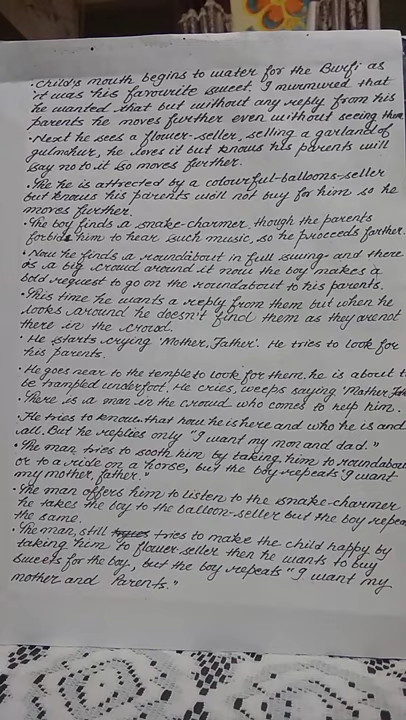 • Child's mouth begins to water for the Burfi as
it was his favourite sweet. I murmured that
he wanted that but without any reply from his
parents he moves further even without seeing them
• Next he sees a flower-seller, selling a garland of
gulmohur, he loves it but knows his parents will
say no to it so moves further.
• The he is attracted by a colourful-balloons-seller
but knows his parents will not buy for him so he
moves further.
• The boy finds a snake-charmer, though the parents
forbids him to hear such music, so he proceeds farther.
• Now he finds a roundabout in full swing and there
is a big crowd around it now the boy makes a
bold request to go on the roundabout to his parents.
• This time he wants a reply from them but when he
looks around he doesn't find them as they are not
there in the crowd.
• He starts crying 'Mother, Father'. He tries to look for
his parents.
• He goes near to the temple to look for them. he is about t
be trampled underfoot. He cries, weeps saying 'Mother, Fath
• There is a man in the crowd who comes to help him.
• He tries to know that how he is here and who he is and
all. But he replies only "I want my mom and dad."
• The man tries to sooth him by taking him to roundabou
or to a ride on a horse, but the boy repeats 'I want
my mother, father."
• The man offers him to listen to the snake-charmer
he takes the boy to the balloon-seller but the boy repea
the same.
• The man, still tries to make the child happy by
taking him to flower-seller then he wants to buy
sweets for the boy, but the boy repeats "I want my
mother and Parents."